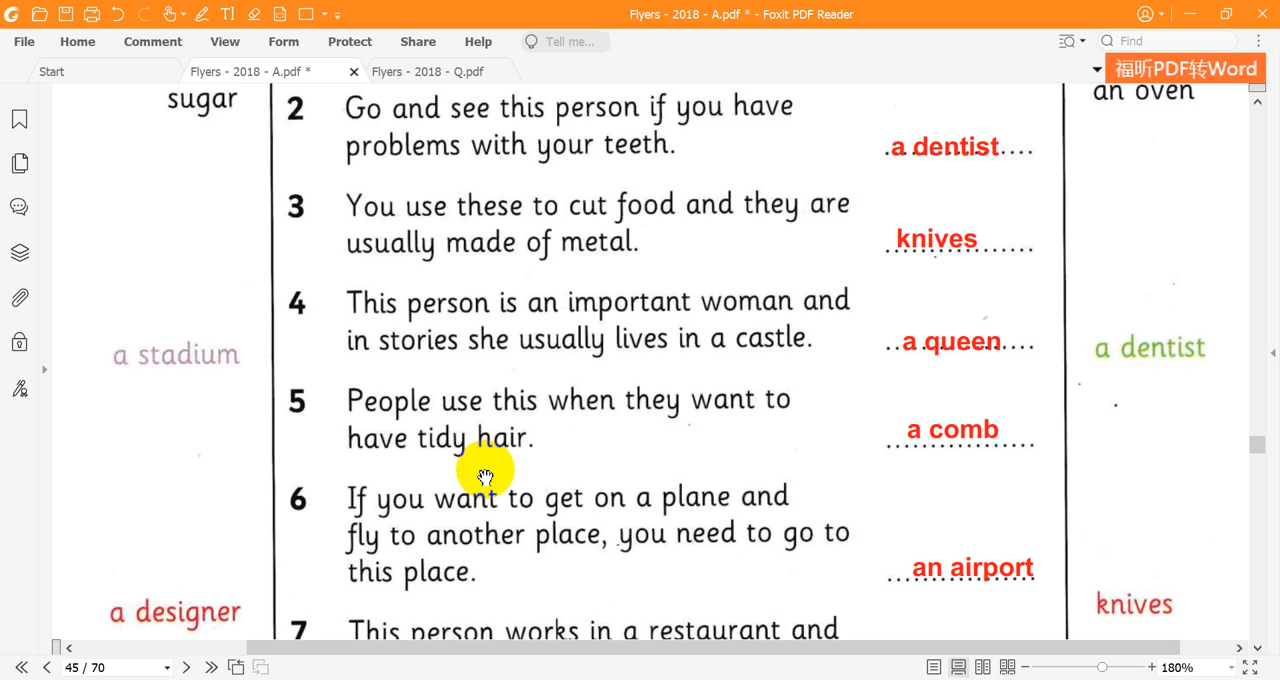 Flyers - 2018 - A.pdf * - Foxit PDF Reader
File Home Comment View Form Protect Share Help Tell me... Find
Start Flyers - 2018 - A.pdf * Flyers - 2018 - Q.pdf 福昕PDF转Word
sugar
2 Go and see this person if you have
problems with your teeth. a dentist
3 You use these to cut food and they are
usually made of metal. knives
4 This person is an important woman and
in stories she usually lives in a castle. a queen
5 People use this when they want to
have tidy hair. a comb
6 If you want to get on a plane and
fly to another place, you need to go to
this place. an airport
7 This person works in a restaurant and
a stadium
a designer
an oven
a dentist
knives
45 / 70 180%